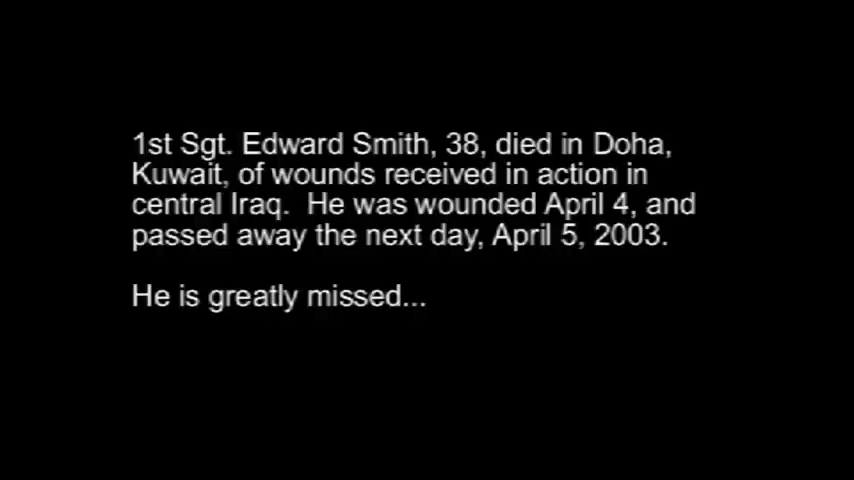 1st Sgt. Edward Smith, 38, died in Doha,
Kuwait, of wounds received in action in
central Iraq.  He was wounded April 4, and
passed away the next day, April 5, 2003.
He is greatly missed...